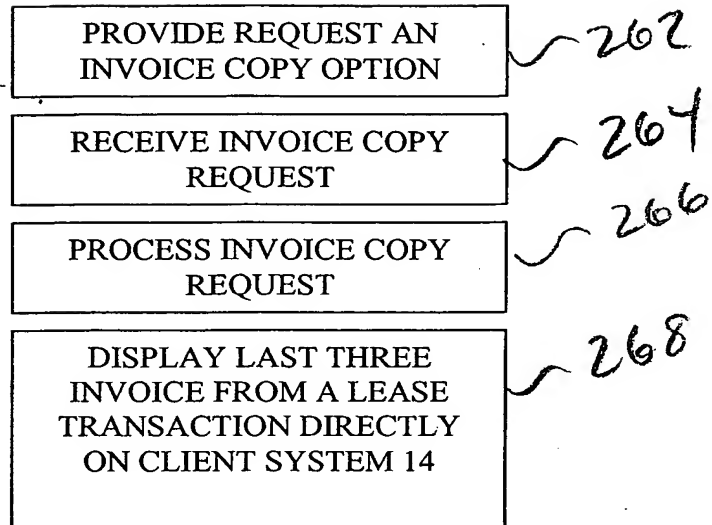 PROVIDE REQUEST AN
INVOICE COPY OPTION
262
RECEIVE INVOICE COPY
REQUEST
264
PROCESS INVOICE COPY
REQUEST
266
DISPLAY LAST THREE
INVOICE FROM A LEASE
TRANSACTION DIRECTLY
ON CLIENT SYSTEM 14
268